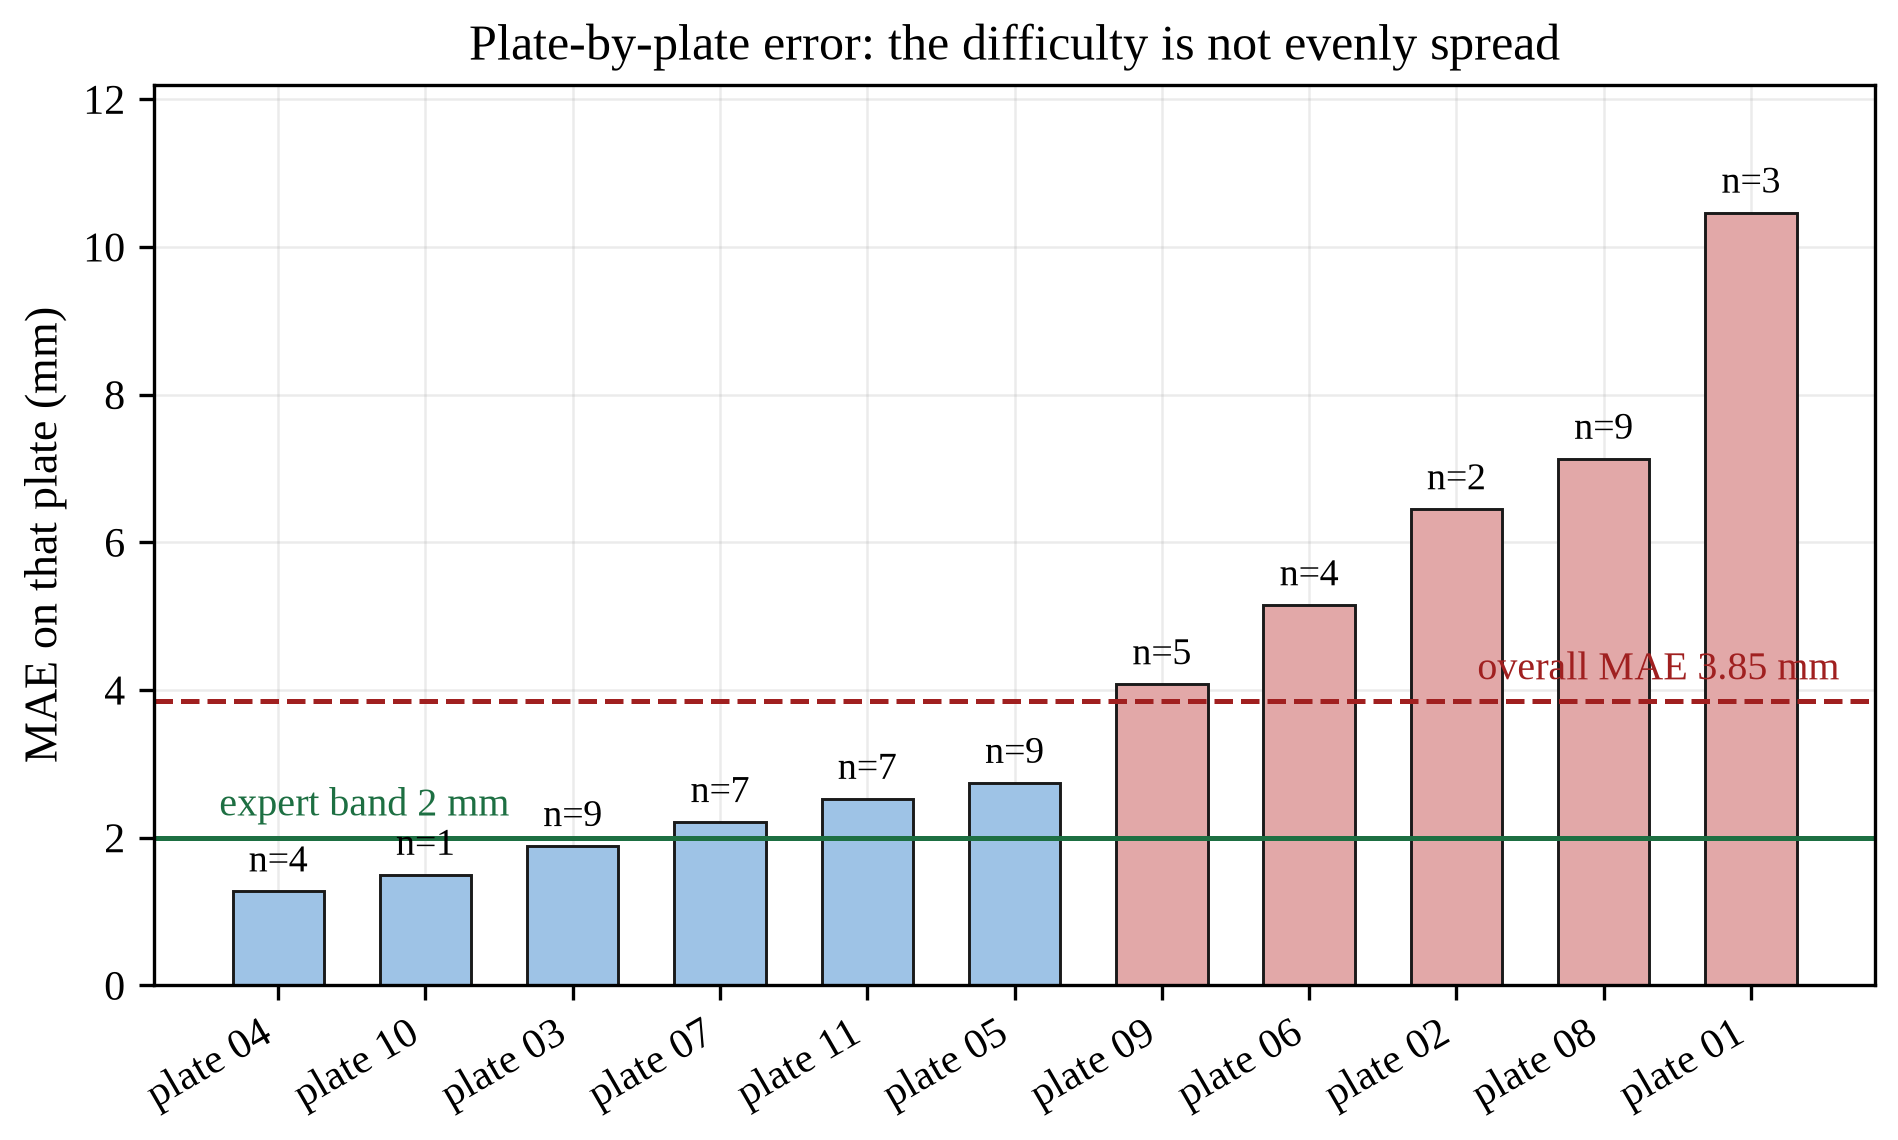 Plate-by-plate error: the difficulty is not evenly spread
MAE on that plate (mm)
12
10
8
6
4
2
0
n=4
n=1
n=9
n=7
n=7
n=9
n=5
n=4
n=2
n=9
n=3
expert band 2 mm
overall MAE 3.85 mm
plate 04
plate 10
plate 03
plate 07
plate 11
plate 05
plate 09
plate 06
plate 02
plate 08
plate 01